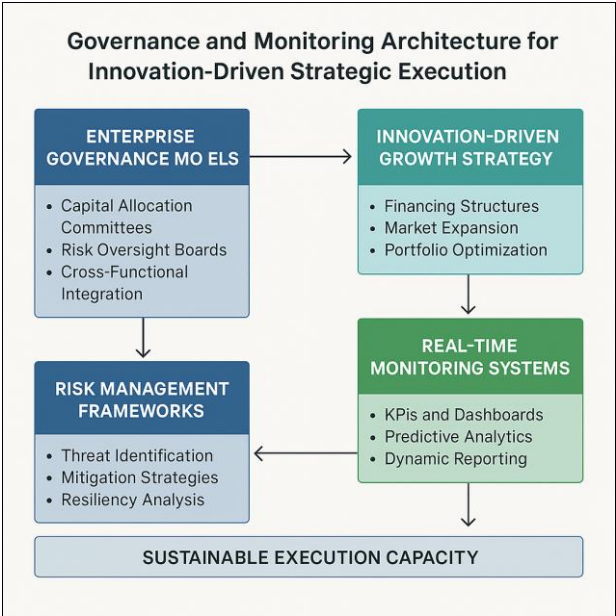 Governance and Monitoring Architecture for
Innovation-Driven Strategic Execution
ENTERPRISE
GOVERNANCE MO ELS
• Capital Allocation
Committees
• Risk Oversight Boards
• Cross-Functional
Integration
INNOVATION-DRIVEN
GROWTH STRATEGY
• Financing Structures
• Market Expansion
• Portfolio Optimization
RISK MANAGEMENT
FRAMEWORKS
• Threat Identification
• Mitigation Strategies
• Resiliency Analysis
REAL-TIME
MONITORING SYSTEMS
• KPis and Dashboards
• Predictive Analytics
• Dynamic Reporting
SUSTAINABLE EXECUTION CAPACITY